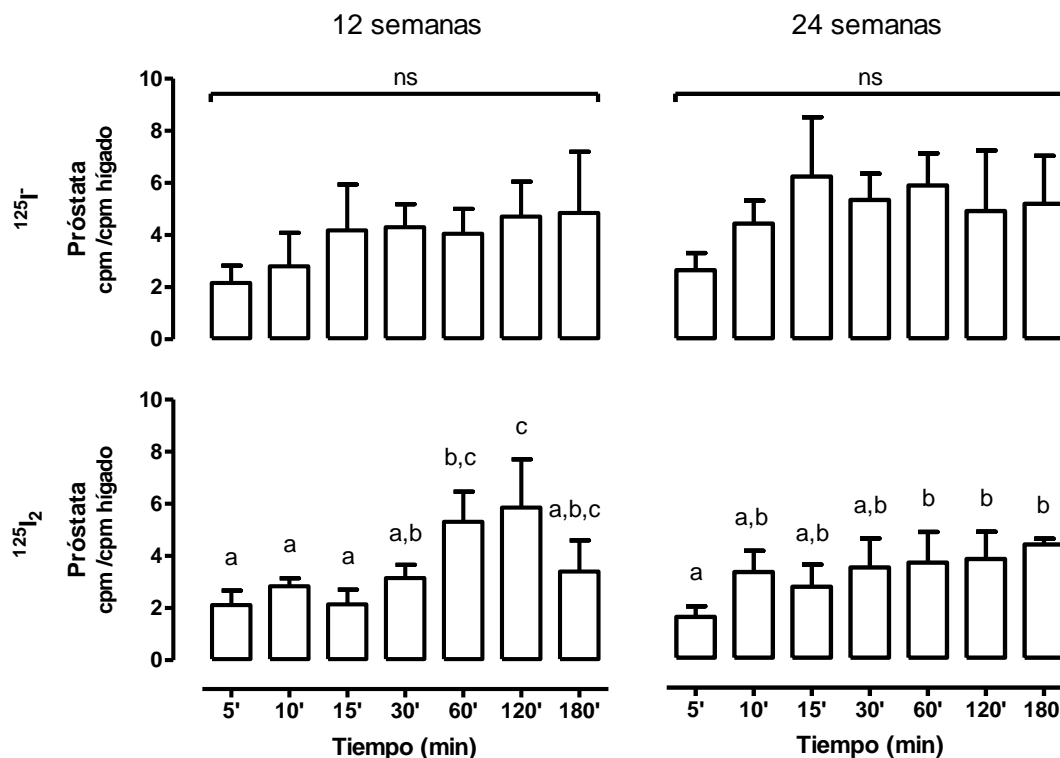 12 semanas
24 semanas
ns
ns
10
8
6
4
2
0
¹²⁵I⁻
Próstata
cpm /cpm hígado
10
8
6
4
2
0
¹²⁵I₂
Próstata
cpm /cpm hígado
a
a
a
a,b
b,c
c
a,b,c
a
a,b
a,b
a,b
b
b
b
5' 10' 15' 30' 60' 120' 180'
Tiempo (min)
5' 10' 15' 30' 60' 120' 180
Tiempo (min)